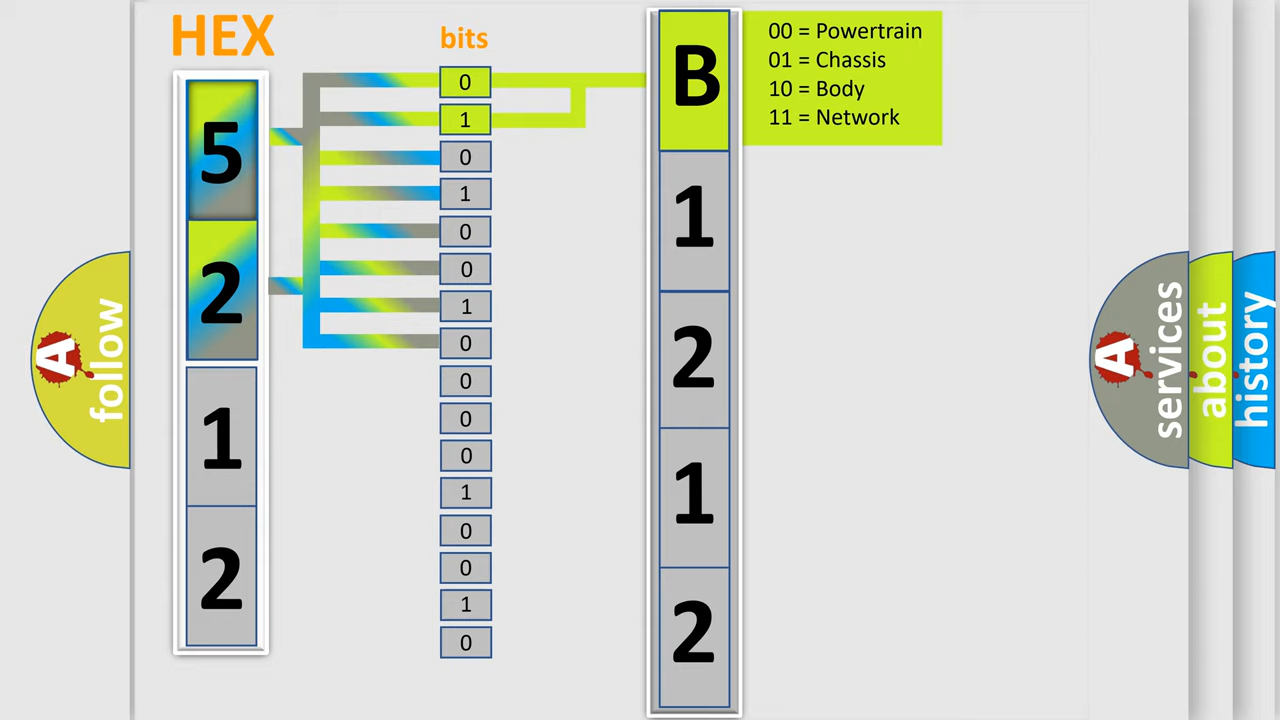 HEX
bits
5
2
1
2
0
1
0
1
0
0
1
0
0
0
0
1
0
0
1
0
B
1
2
1
2
00 = Powertrain
01 = Chassis
10 = Body
11 = Network
A
follow
A
services
about
history